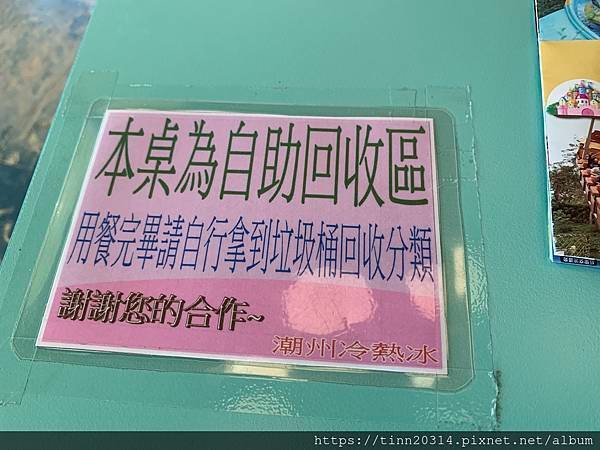 本桌為自助回收區
用餐完畢請自行拿到垃圾桶回收分類
謝謝您的合作~
潮州冷熱冰
https://tinn20314.pixnet.net/album